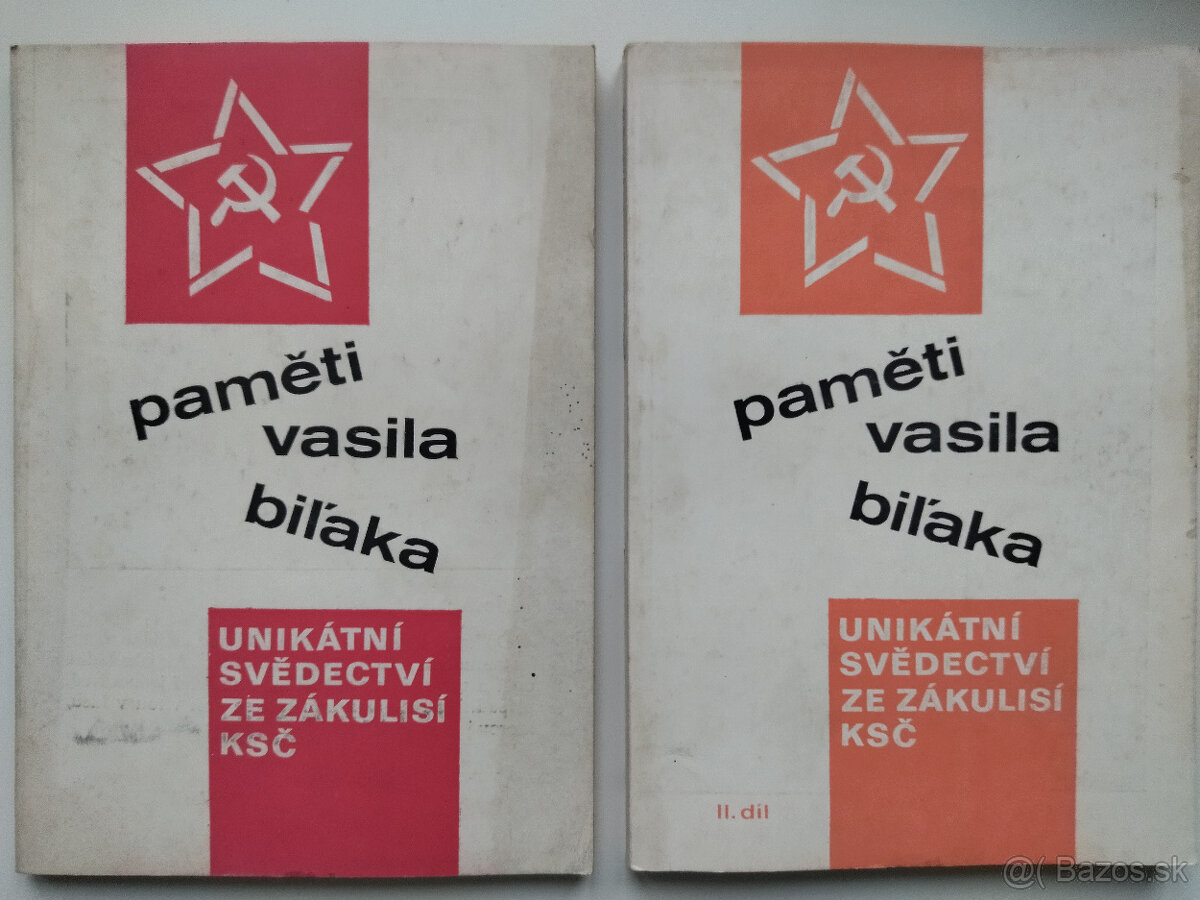 paměti
vasila
biľaka
UNIKÁTNÍ
SVĚDECTVÍ
ZE ZÁKULISÍ
KSČ
paměti
vasila
biľaka
UNIKÁTNÍ
SVĚDECTVÍ
ZE ZÁKULISÍ
KSČ
II. díl
@( Bazos.sk